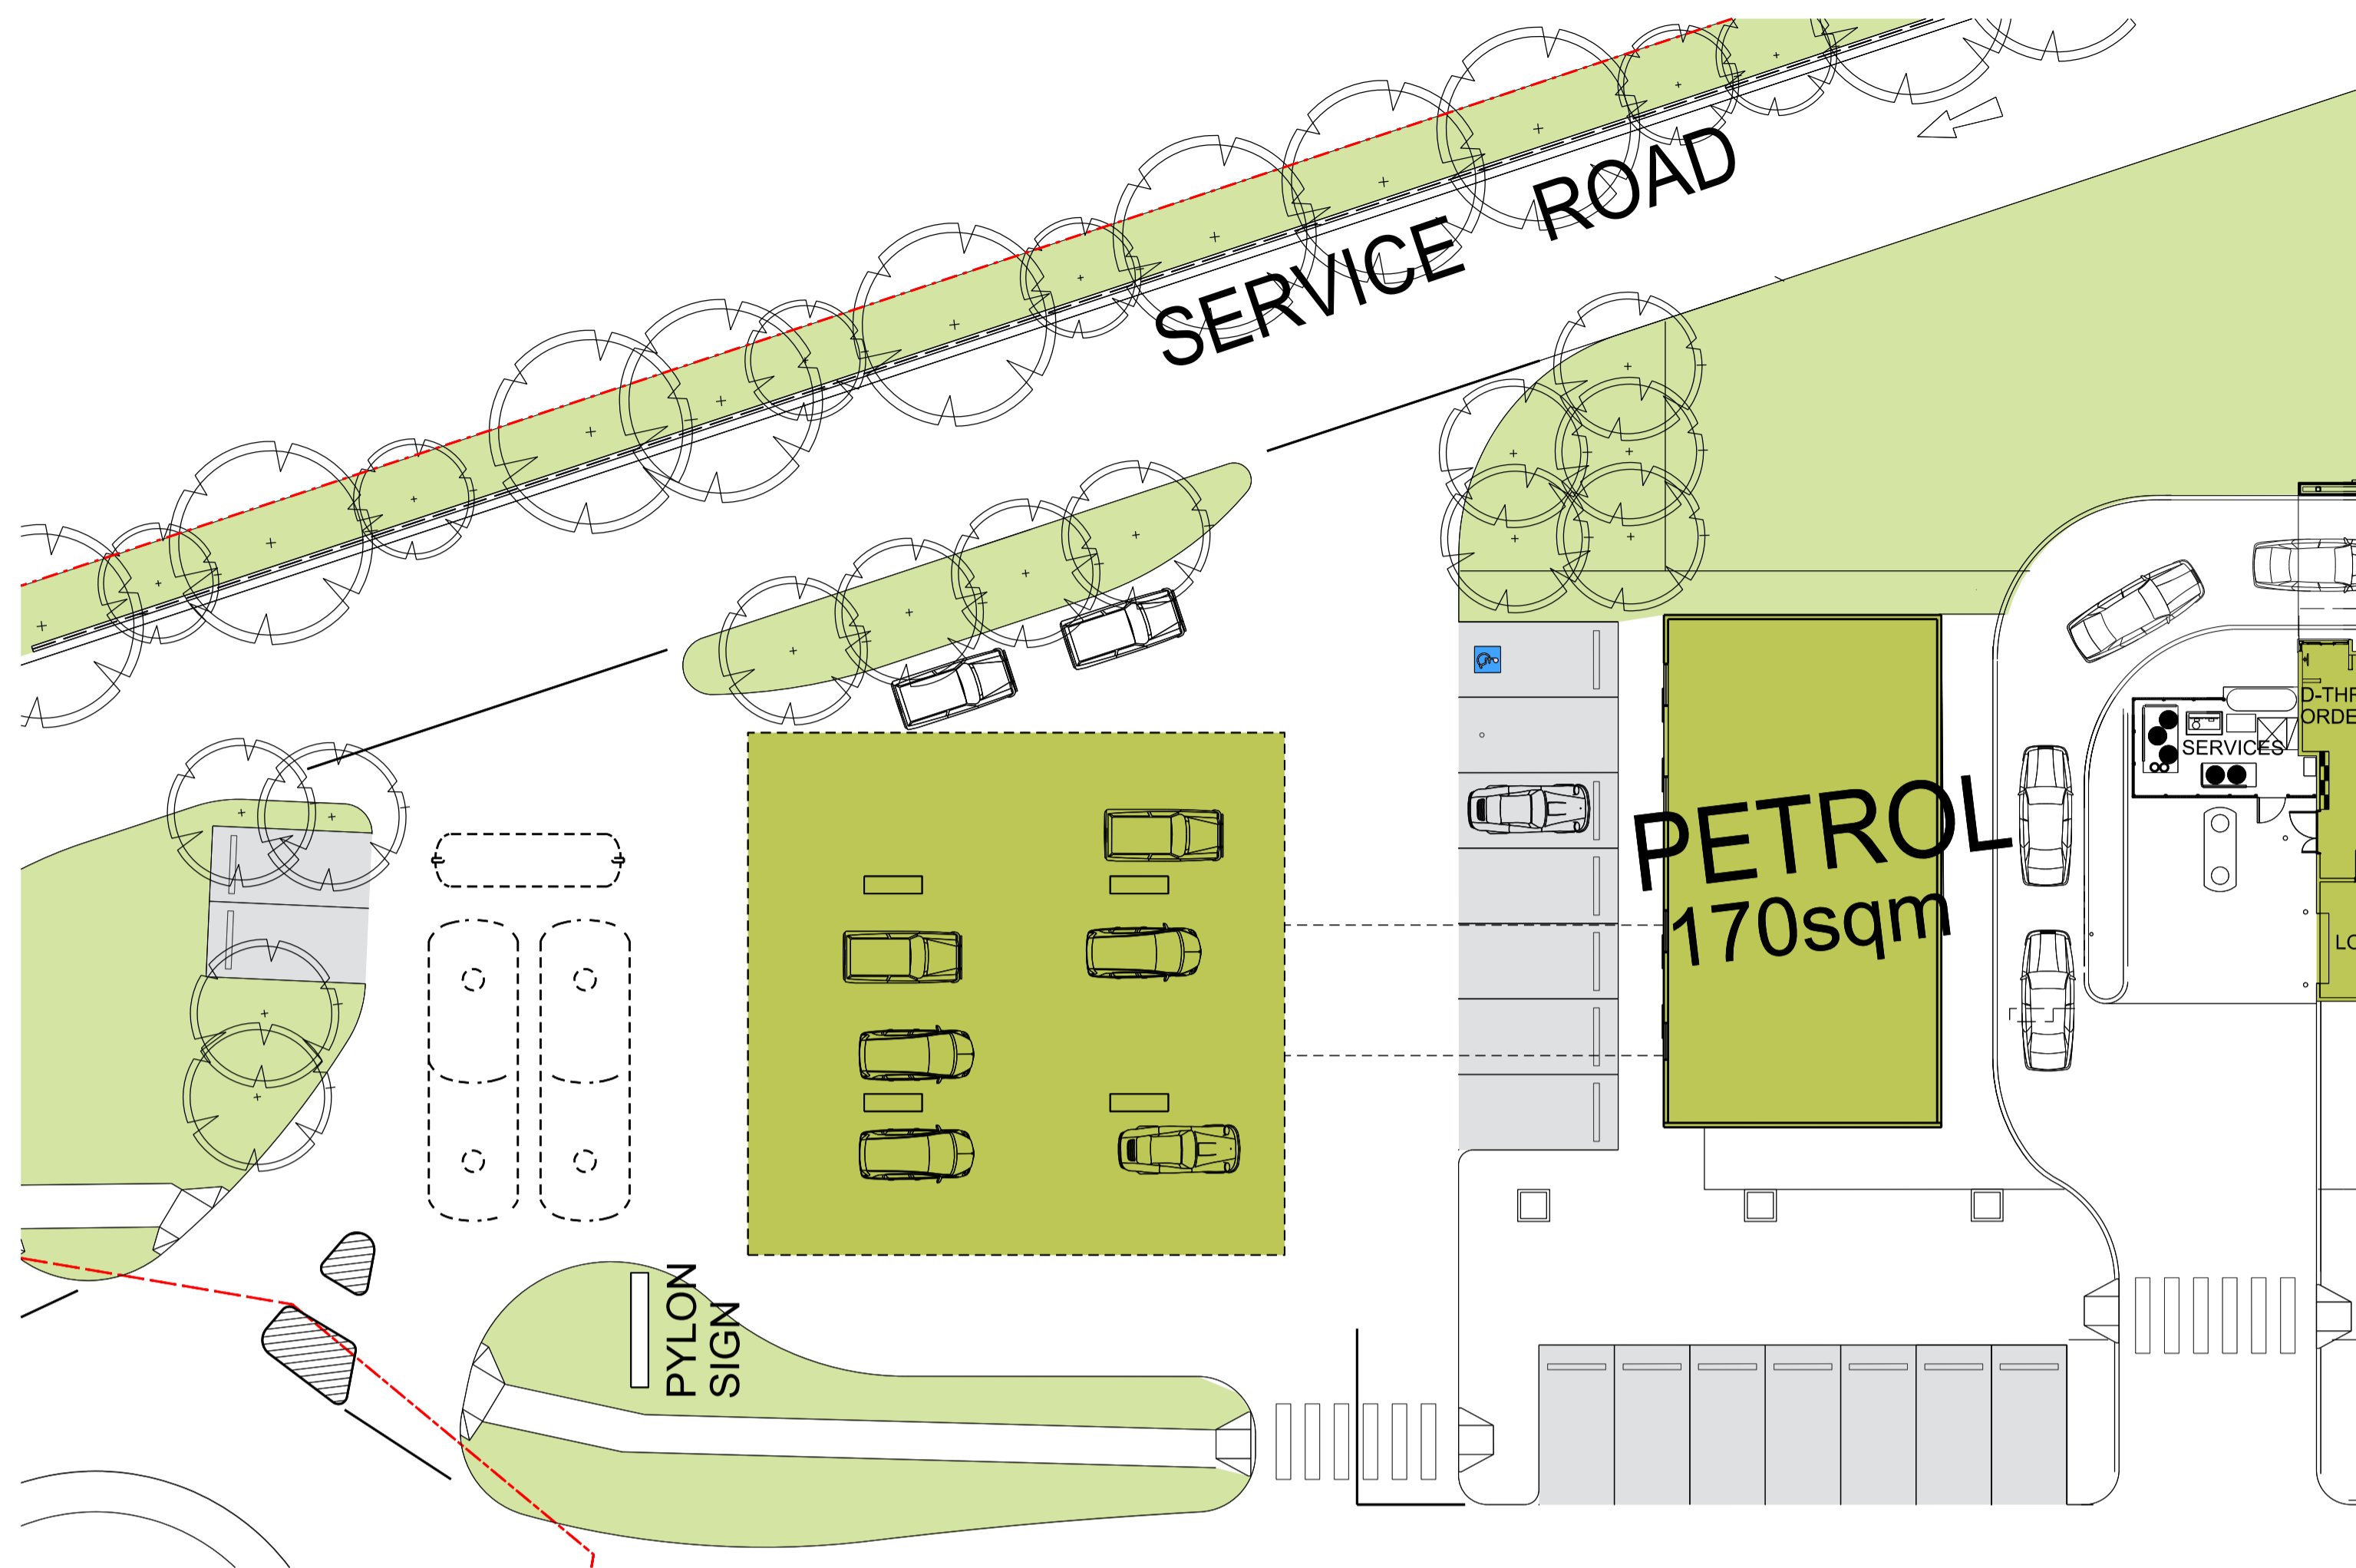 SERVICE ROAD
SERVICES
PETROL
170sqm
PYLON
SIGN